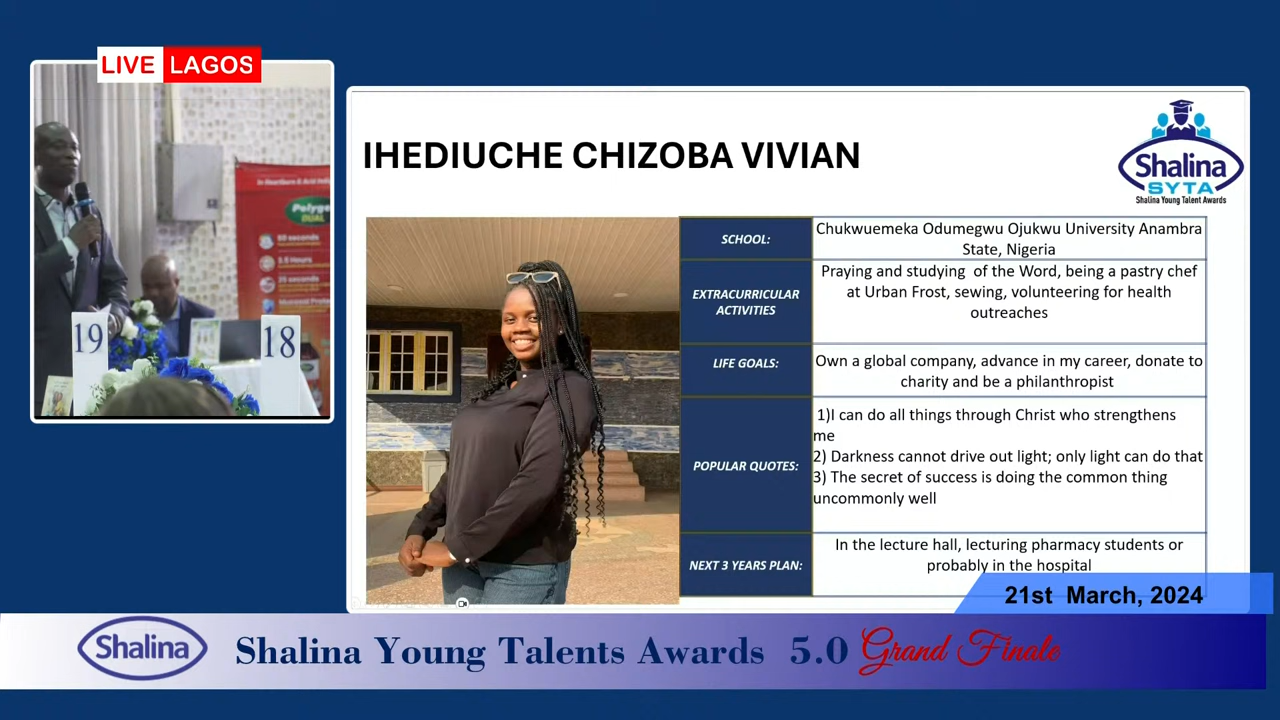 LIVE LAGOS
In Heartburn & Acid Indi
Polyge
DUAL
19
18
IHEDIUCHE CHIZOBA VIVIAN
Shalina
SYTA
Shalina Young Talent Awards
SCHOOL:
Chukwuemeka Odumegwu Ojukwu University Anambra
State, Nigeria
EXTRACURRICULAR
ACTIVITIES
Praying and studying of the Word, being a pastry chef
at Urban Frost, sewing, volunteering for health
outreaches
LIFE GOALS:
Own a global company, advance in my career, donate to
charity and be a philanthropist
POPULAR QUOTES:
1)I can do all things through Christ who strengthens
me
2) Darkness cannot drive out light; only light can do that
3) The secret of success is doing the common thing
uncommonly well
NEXT 3 YEARS PLAN:
In the lecture hall, lecturing pharmacy students or
probably in the hospital
21st March, 2024
Shalina
Shalina Young Talents Awards 5.0 Grand Finale